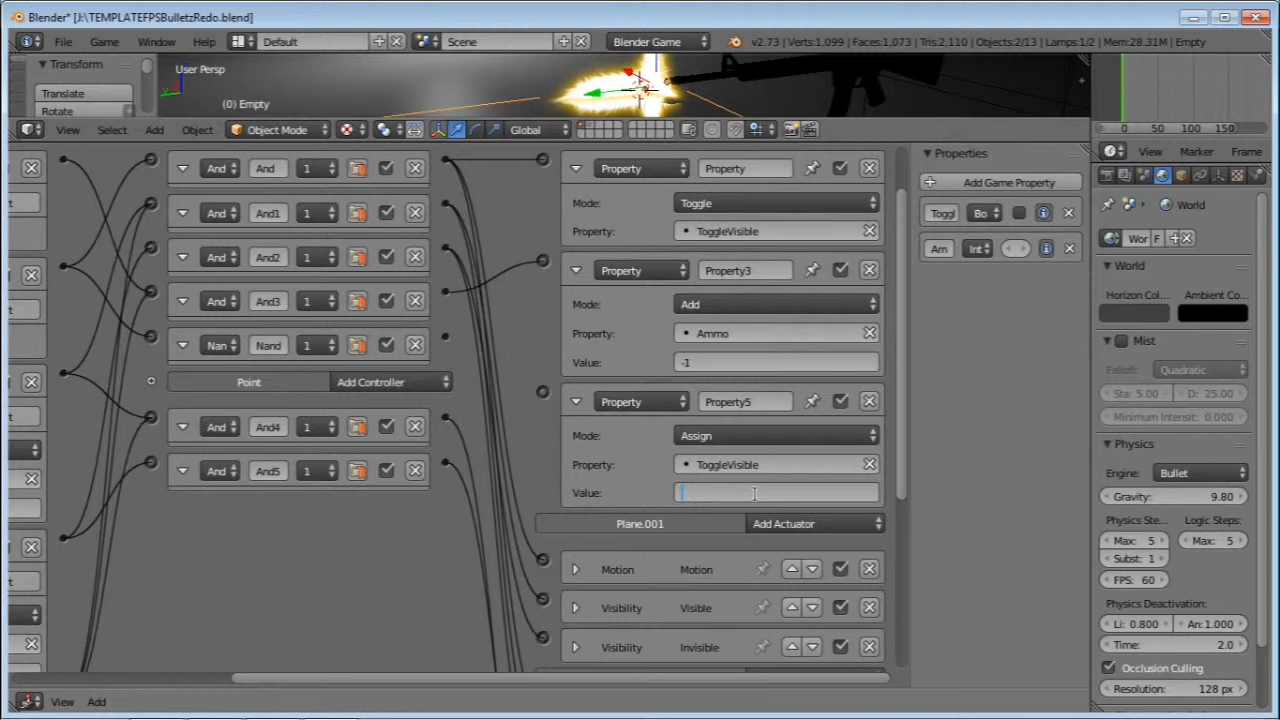 Blender* [J:\TEMPLATEFPSBulletzRedo.blend]
File Game Window Help Default Scene Blender Game v2.73 | Verts:1,099 | Faces:1,073 | Tris:2,110 | Objects:2/13 | Lamps:1/2 | Mem:28.31M | Empty
Transform
Translate
Rotate
User Persp
(0) Empty
0 50 100 150
View Select Add Object Object Mode Global
View Marker Frame
And And 1
And And1 1
And And2 1
And And3 1
Nan Nand 1
Point Add Controller
And And4 1
And And5 1
Property Property
Mode: Toggle
Property: ToggleVisible
Property Property3
Mode: Add
Property: Ammo
Value: -1
Property Property5
Mode: Assign
Property: ToggleVisible
Value:
Plane.001 Add Actuator
Motion Motion
Visibility Visible
Visibility Invisible
Properties
Add Game Property
Toggl Bo
Am Int
World
Wor F
World
Horizon Col... Ambient Co...
Mist
Falloff: Quadratic
Sta: 5.00 D: 25.00
Minimum Intensit: 0.000
Physics
Engine: Bullet
Gravity: 9.80
Physics Ste... Logic Steps:
Max: 5 Max: 5
Subst: 1
FPS: 60
Physics Deactivation:
Li: 0.800 An: 1.000
Time: 2.0
Occlusion Culling
Resolution: 128 px
View Add